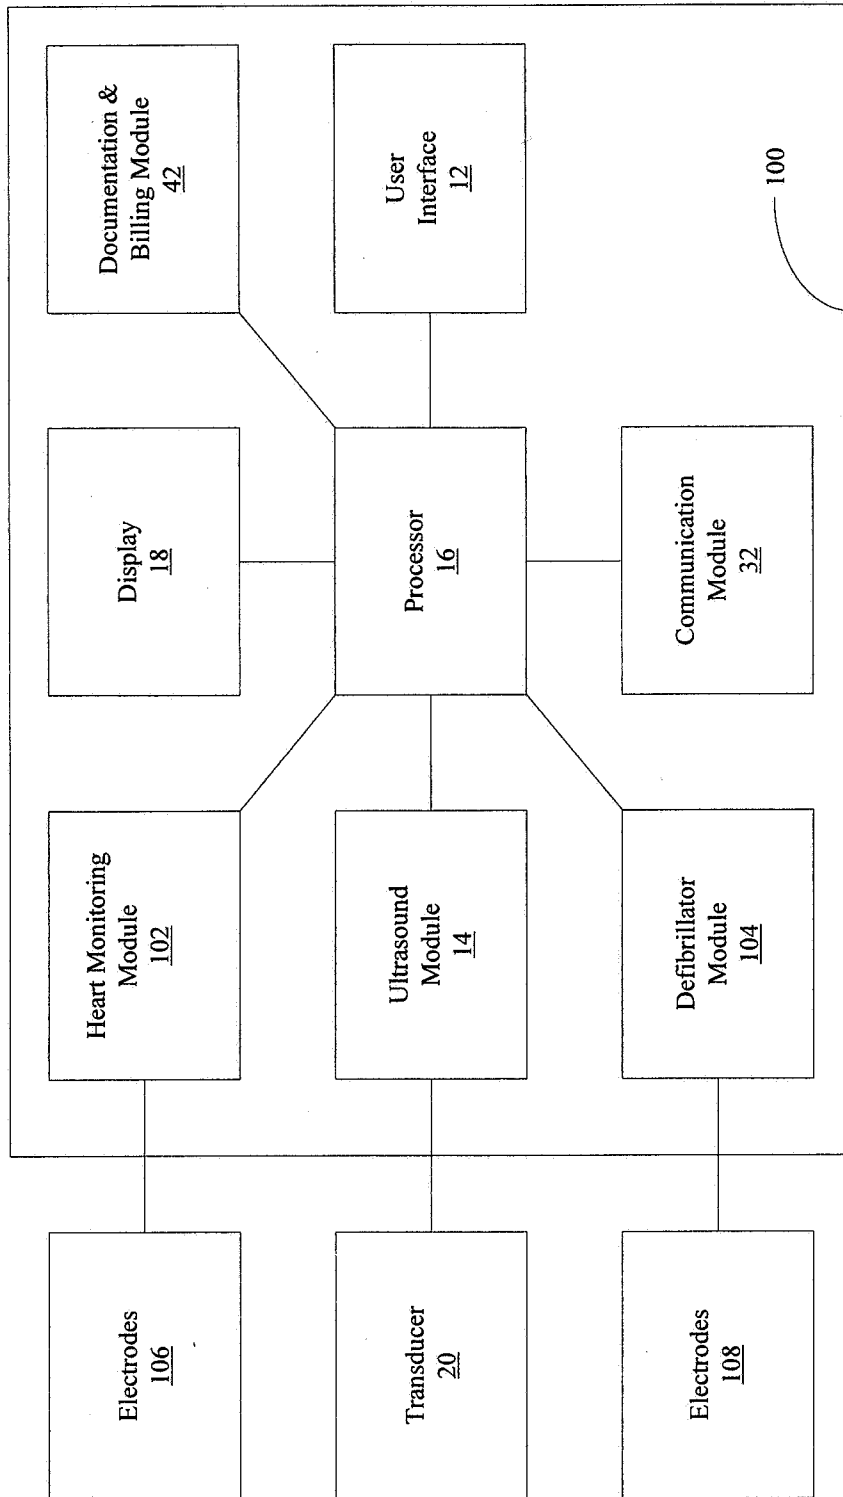 Electrodes
106
Heart Monitoring
Module
102
Display
18
Documentation &
Billing Module
42
Transducer
20
Ultrasound
Module
14
Processor
16
User
Interface
12
Electrodes
108
Defibrillator
Module
104
Communication
Module
32
100